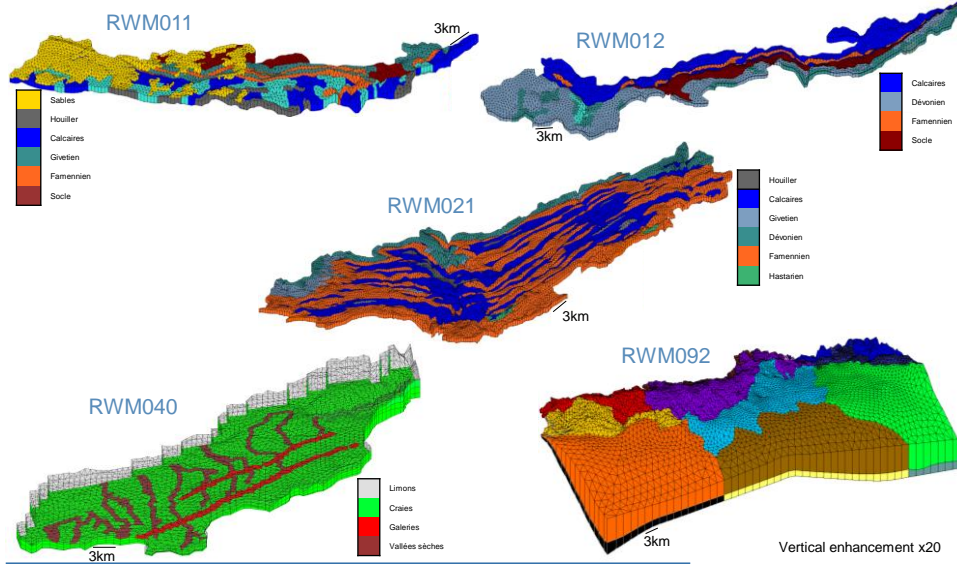 RWM011
3km
Sables
Houiller
Calcaires
Givetien
Famennien
Socle
RWM012
3km
Calcaires
Dévonien
Famennien
Socle
RWM021
3km
Houiller
Calcaires
Givetien
Dévonien
Famennien
Hastarien
RWM040
3km
Limons
Craies
Galeries
Vallées sèches
RWM092
3km
Vertical enhancement x20